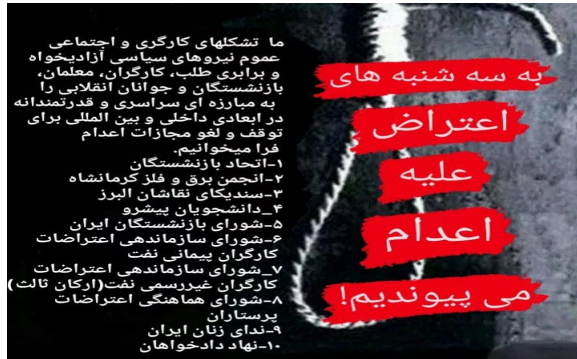 به سه شنبه های
اعتراض
علیه
اعدام
می پیوندیم!
ما تشکلهای کارگری و اجتماعی
عموم نیروهای سیاسی آزادیخواه
و برابری طلب، کارگران، معلمان،
بازنشستگان و جوانان انقلابی را
به مبارزه ای سراسری و قدرتمندانه
در ابعادی داخلی و بین المللی برای
توقف و لغو مجازات اعدام
فرا میخوانیم.
۱-اتحاد بازنشستگان
۲-انجمن برق و فلز کرمانشاه
۳-سندیکای نقاشان البرز
۴_دانشجویان پیشرو
۵-شورای بازنشستگان ایران
۶-شورای سازماندهی اعتراضات
کارگران پیمانی نفت
۷_شورای سازماندهی اعتراضات
کارگران غیررسمی نفت(ارکان ثالث)
۸-شورای هماهنگی اعتراضات
پرستاران
۹-ندای زنان ایران
۱۰-نهاد دادخواهان